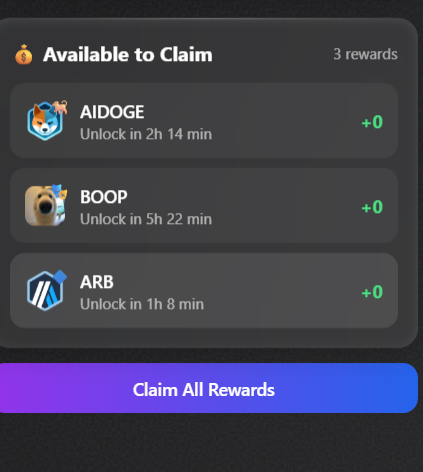 💰 Available to Claim
3 rewards
AIDOGE
Unlock in 2h 14 min
+0
BOOP
Unlock in 5h 22 min
+0
ARB
Unlock in 1h 8 min
+0
Claim All Rewards